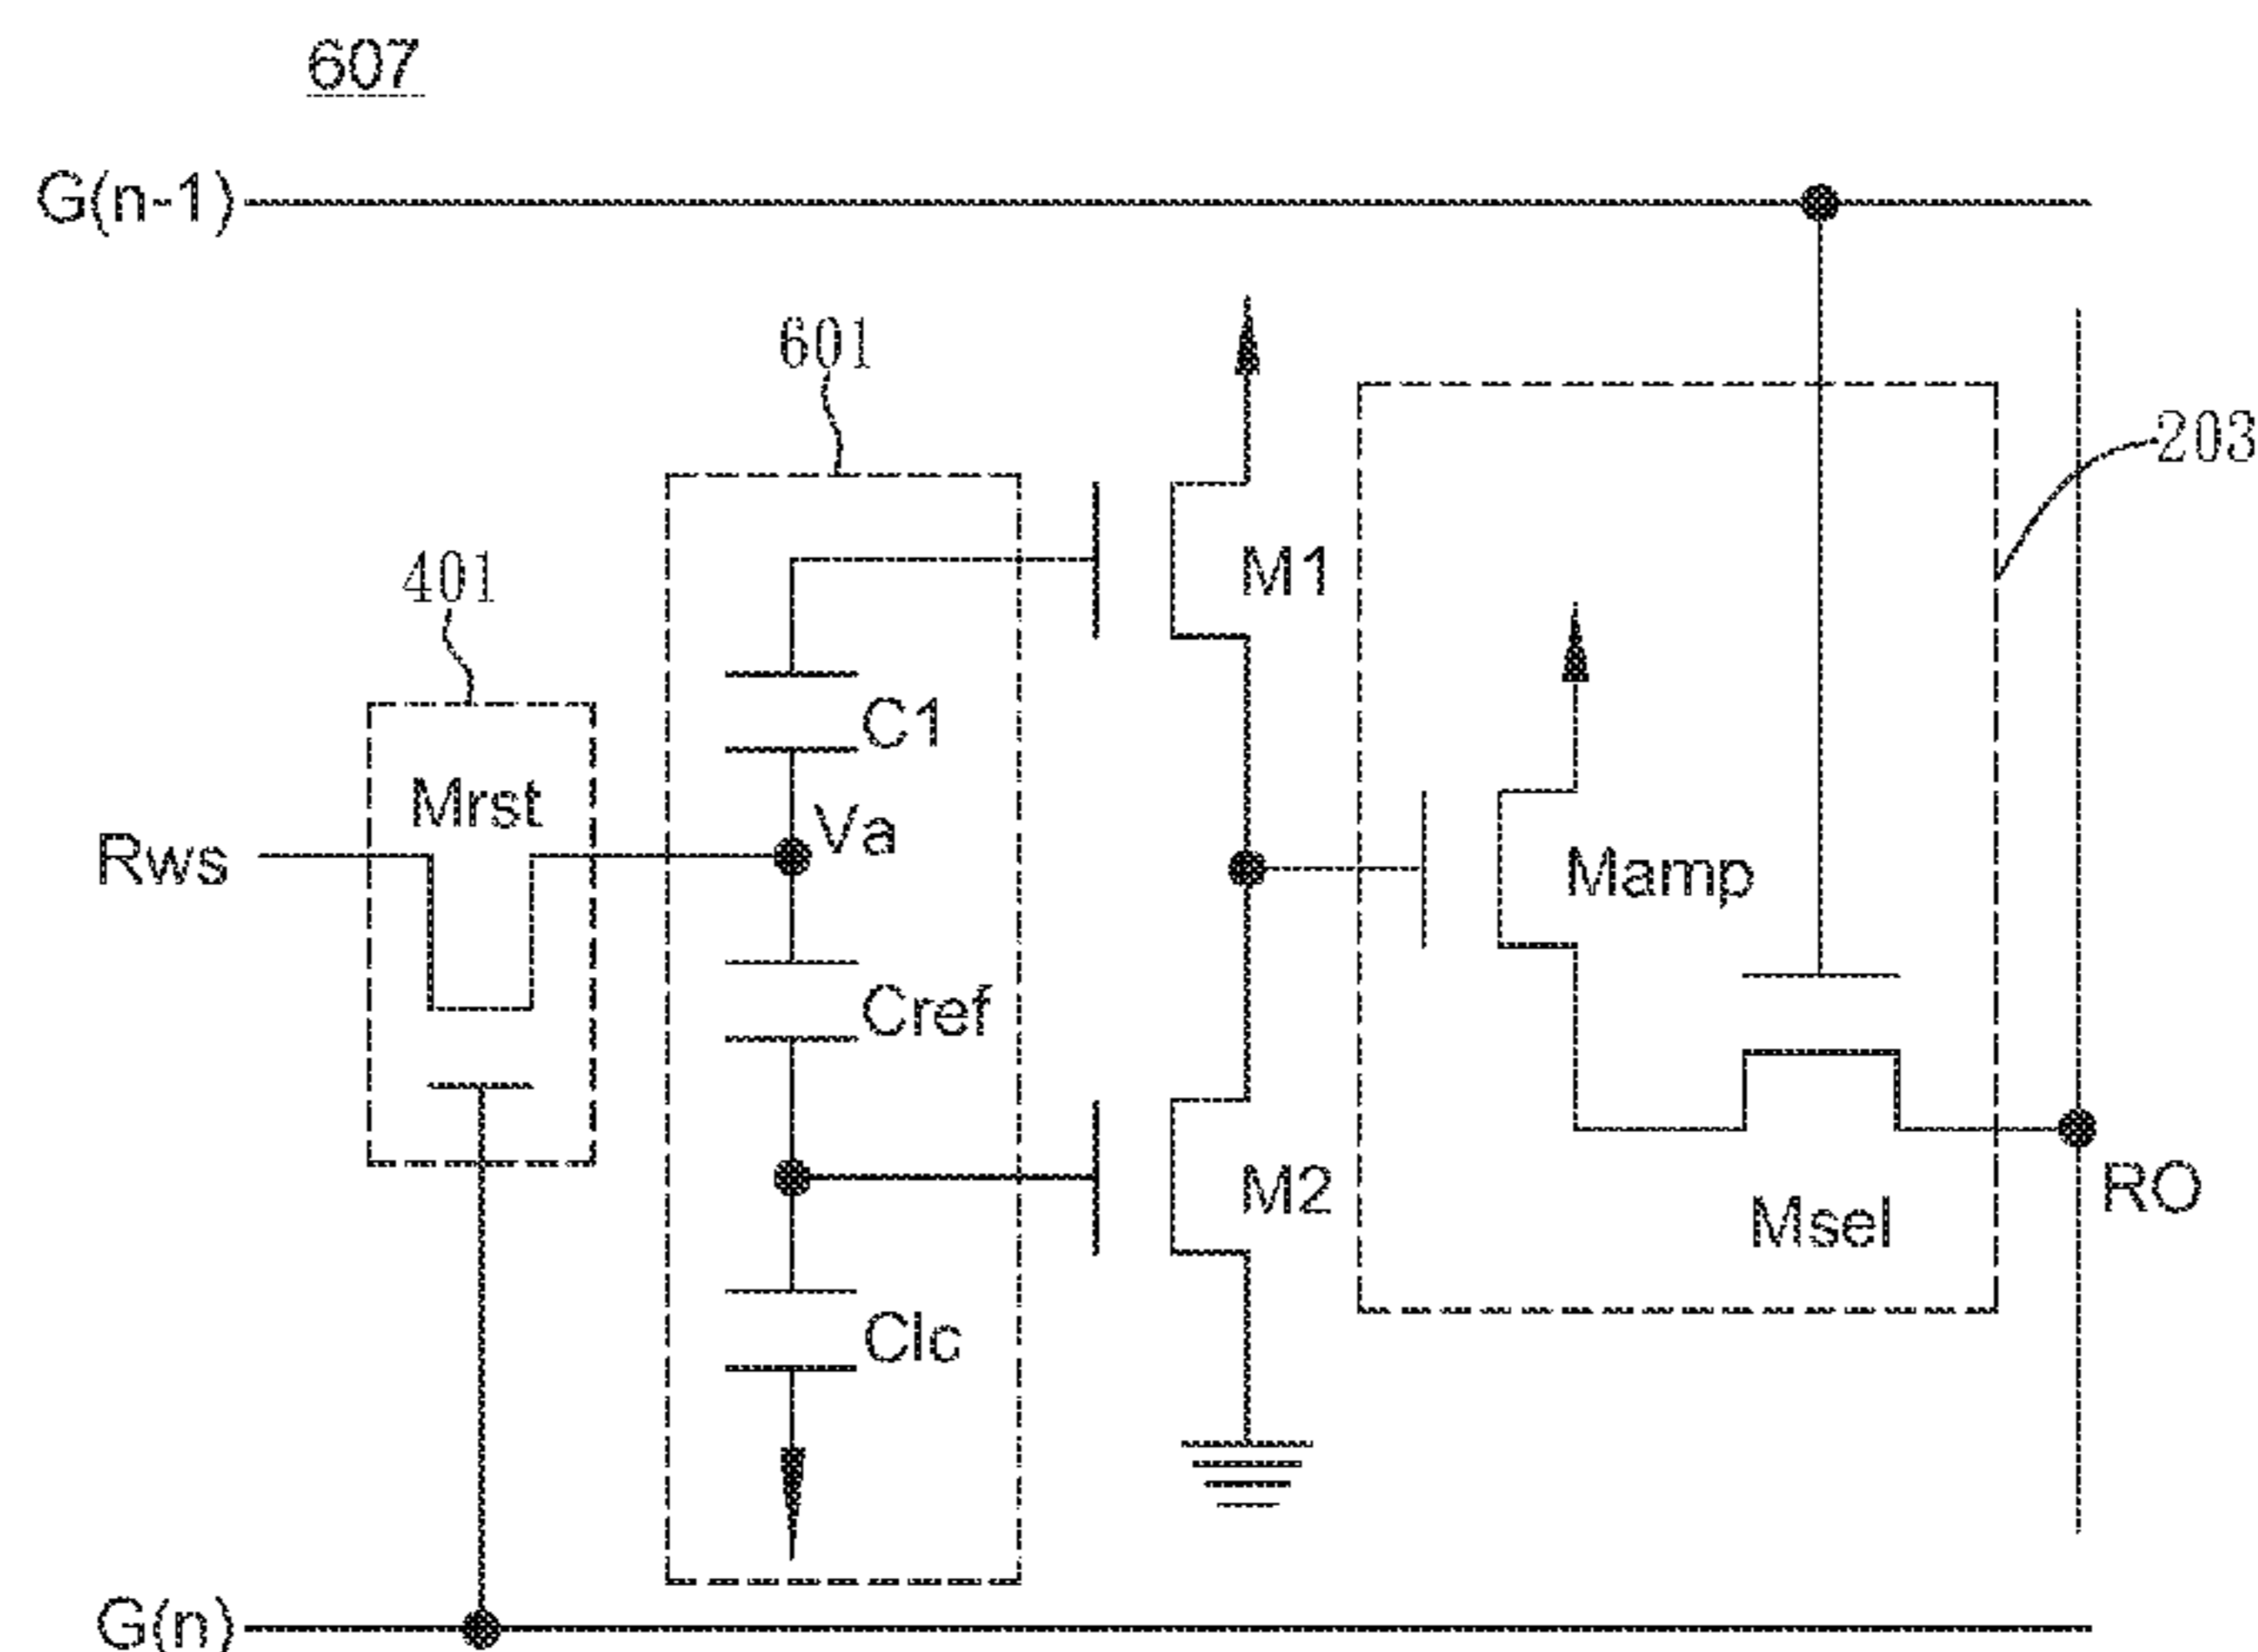 607
G(n-1)
601
203
401
M1
C1
Mrst
Va
Rws
Mamp
Cref
M2
RO
Msel
Clc
G(n)